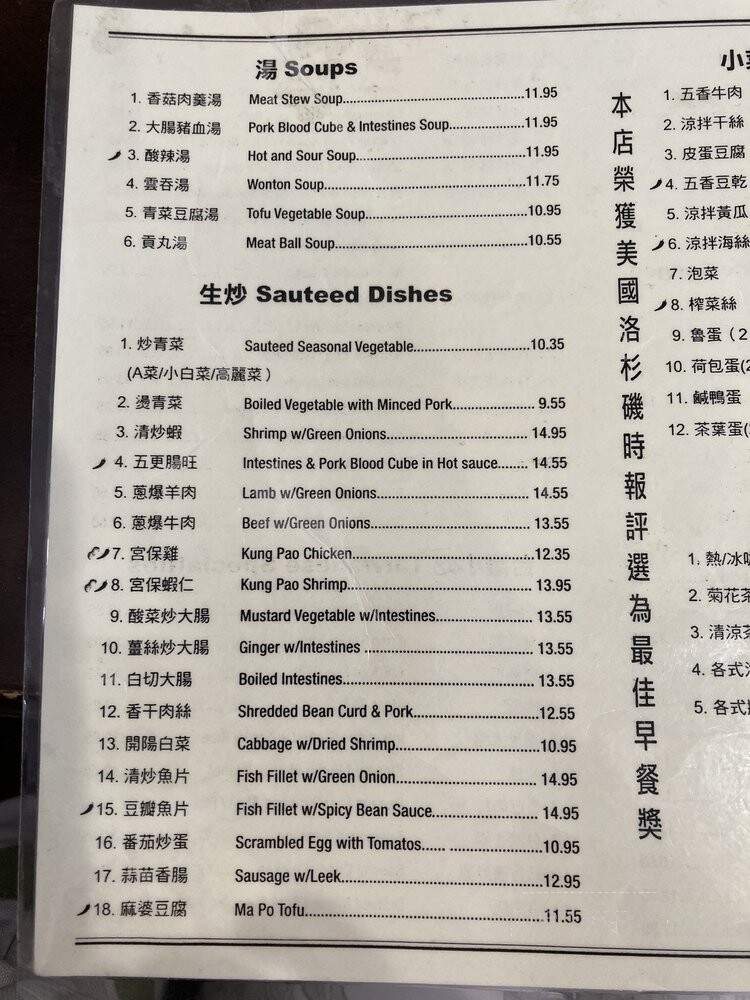 湯 Soups
1. 香菇肉羹湯 Meat Stew Soup..........11.95
2. 大腸豬血湯 Pork Blood Cube & Intestines Soup..........11.95
3. 酸辣湯 Hot and Sour Soup..........11.95
4. 雲吞湯 Wonton Soup..........11.75
5. 青菜豆腐湯 Tofu Vegetable Soup..........10.95
6. 貢丸湯 Meat Ball Soup..........10.55
生炒 Sauteed Dishes
1. 炒青菜 Sauteed Seasonal Vegetable..........10.35
(A菜/小白菜/高麗菜)
2. 燙青菜 Boiled Vegetable with Minced Pork.......... 9.55
3. 清炒蝦 Shrimp w/Green Onions.......... 14.95
4. 五更腸旺 Intestines & Pork Blood Cube in Hot sauce....... 14.55
5. 蔥爆羊肉 Lamb w/Green Onions.......... 14.55
6. 蔥爆牛肉 Beef w/Green Onions.......... 13.55
7. 宮保雞 Kung Pao Chicken..........12.35
8. 宮保蝦仁 Kung Pao Shrimp.......... 13.95
9. 酸菜炒大腸 Mustard Vegetable w/Intestines.......... 13.55
10. 薑絲炒大腸 Ginger w/Intestines .......... 13.55
11. 白切大腸 Boiled Intestines.......... 13.55
12. 香干肉絲 Shredded Bean Curd & Pork..........12.55
13. 開陽白菜 Cabbage w/Dried Shrimp..........10.95
14. 清炒魚片 Fish Fillet w/Green Onion.......... 14.95
15. 豆瓣魚片 Fish Fillet w/Spicy Bean Sauce.......... 14.95
16. 番茄炒蛋 Scrambled Egg with Tomatos...... ..........10.95
17. 蒜苗香腸 Sausage w/Leek..........12.95
18. 麻婆豆腐 Ma Po Tofu..........11.55
本店榮獲美國洛杉磯時報評選為最佳早餐獎
小菜
1. 五香牛肉
2. 涼拌干絲
3. 皮蛋豆腐
4. 五香豆乾
5. 涼拌黃瓜
6. 涼拌海絲
7. 泡菜
8. 榨菜絲
9. 魯蛋 (2
10. 荷包蛋(2
11. 鹹鴨蛋
12. 茶葉蛋(
1. 熱/冰
2. 菊花茶
3. 清涼茶
4. 各式
5. 各式